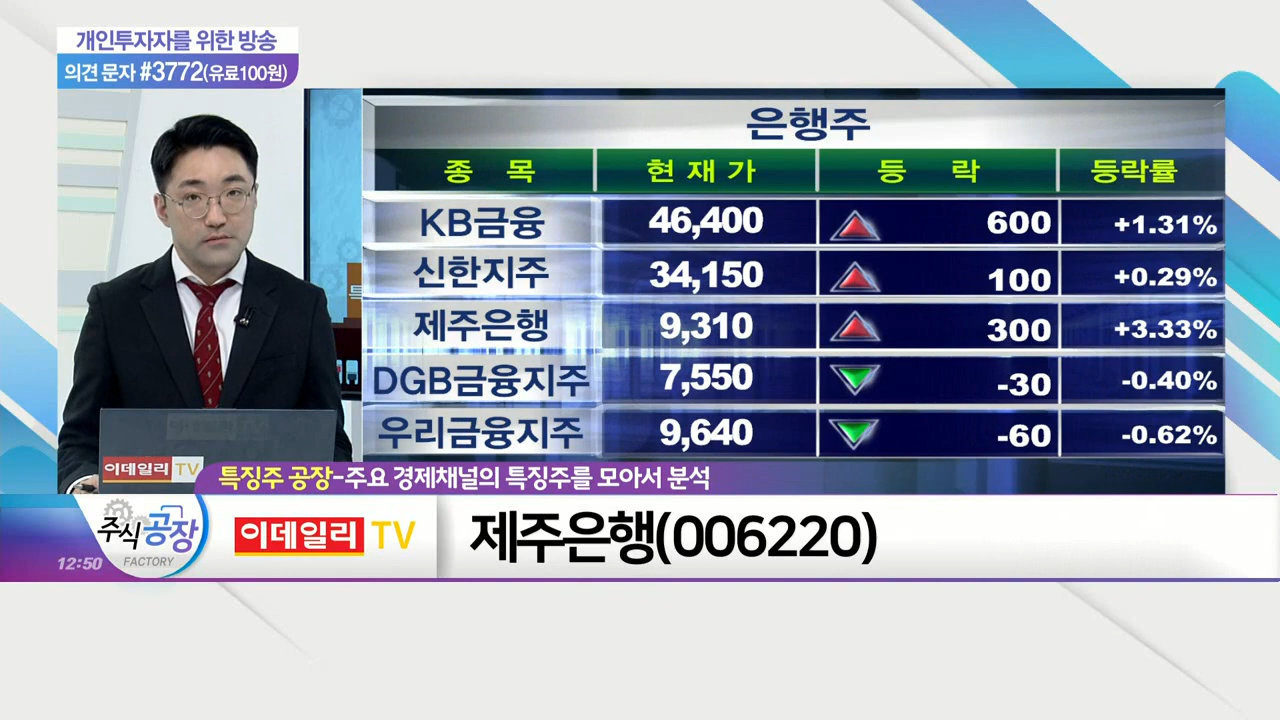 개인투자자를 위한 방송
의견 문자 #3772(유료100원)
은행주
종 목 현 재 가 등 락 등락률
KB금융 46,400 600 +1.31%
신한지주 34,150 100 +0.29%
제주은행 9,310 300 +3.33%
DGB금융지주 7,550 -30 -0.40%
우리금융지주 9,640 -60 -0.62%
이데일리 TV
특징주 공장-주요 경제채널의 특징주를 모아서 분석
주식공장
FACTORY
12:50
이데일리 TV
제주은행(006220)